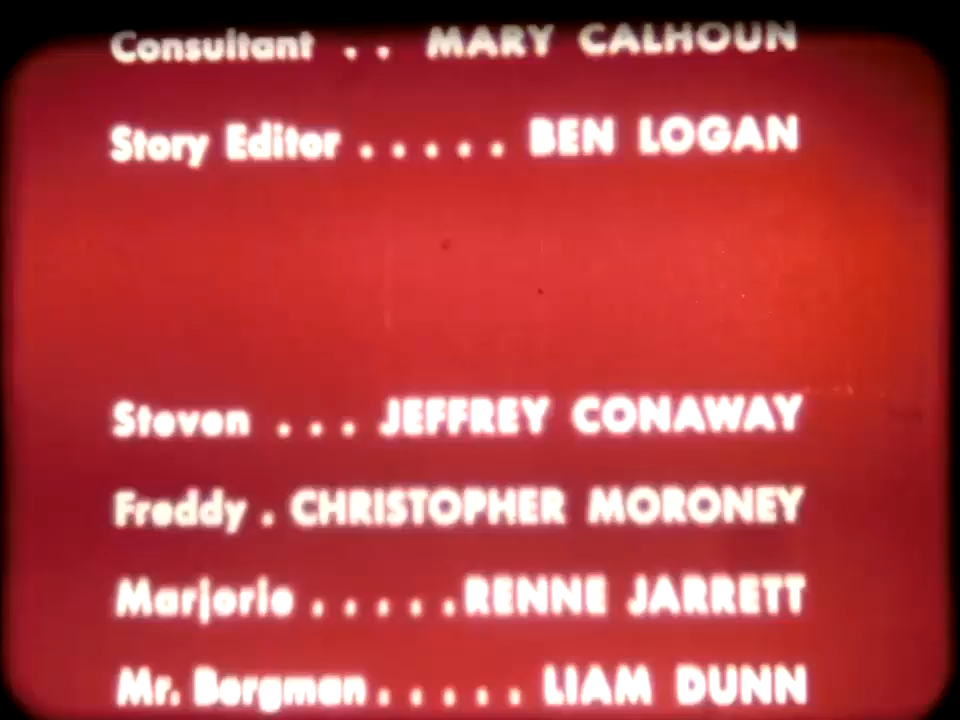 Consultant . . MARY CALHOUN
Story Editor . . . . . BEN LOGAN
Steven . . . JEFFREY CONAWAY
Freddy . CHRISTOPHER MORONEY
Marjorie . . . . . RENNE JARRETT
Mr. Bergman . . . . . LIAM DUNN